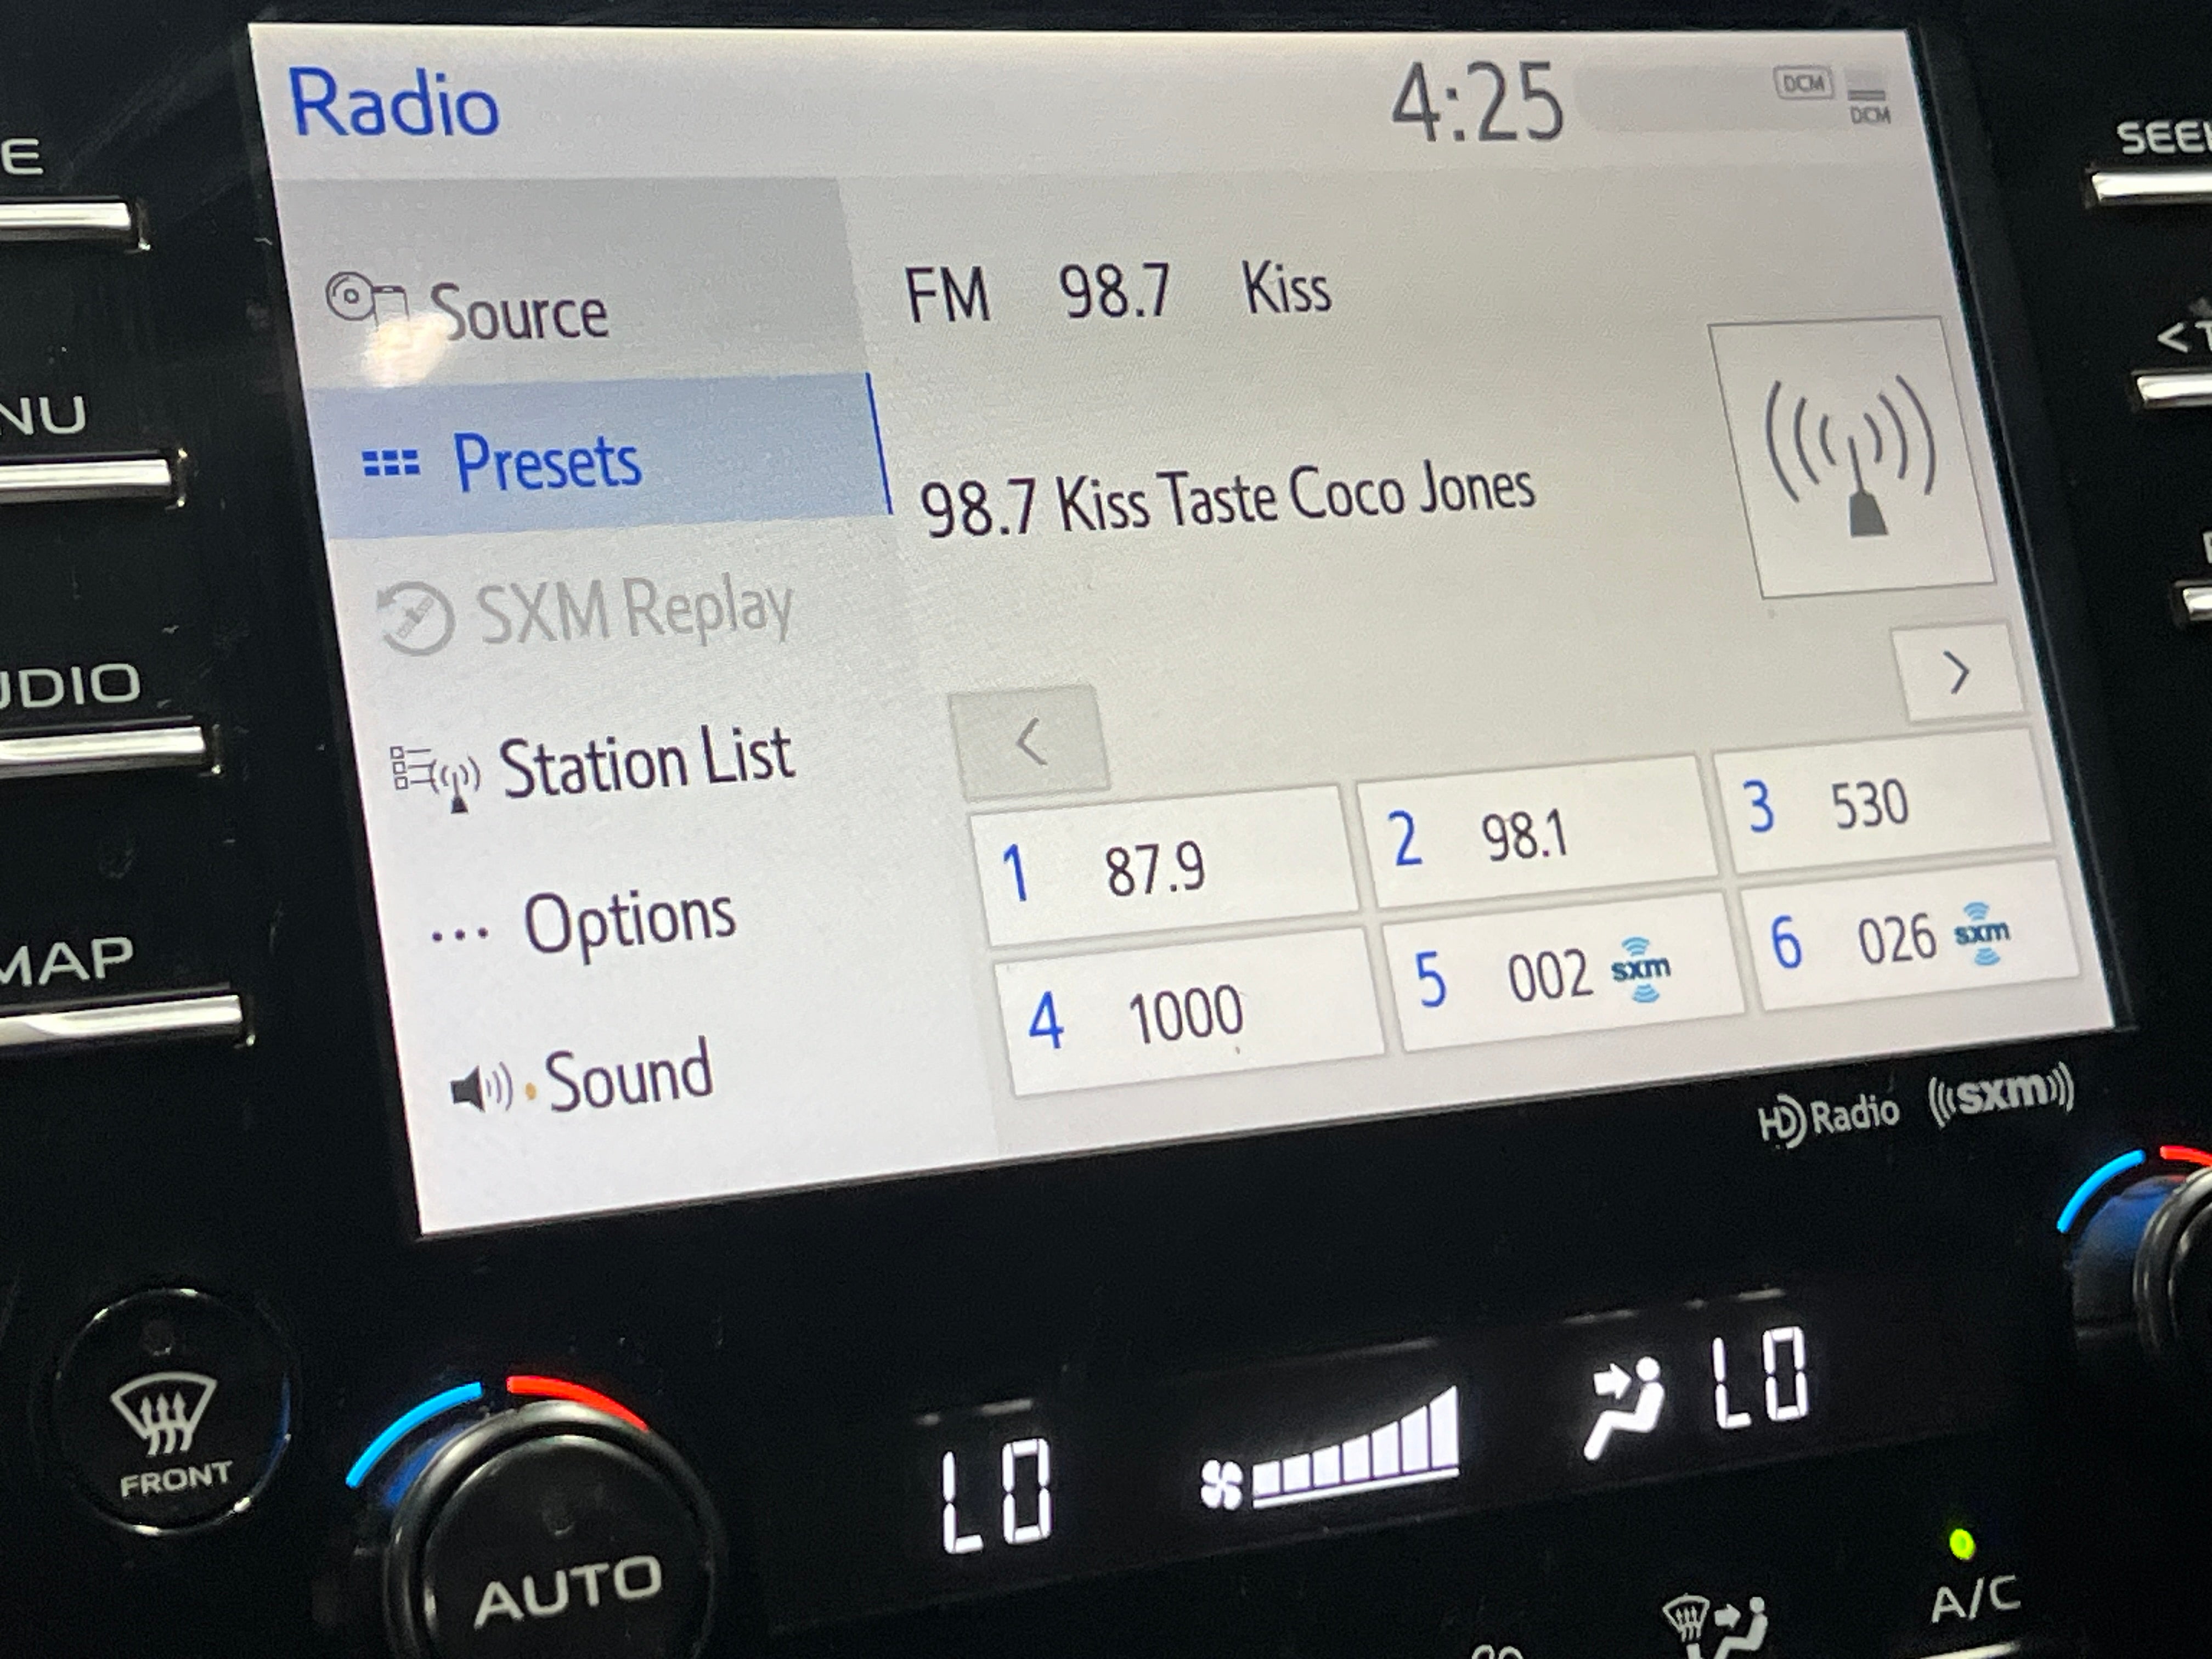 Radio 4:25 DCM
DCM
Source
FM 98.7 Kiss
Presets
98.7 Kiss Taste Coco Jones
SXM Replay
Station List
Options
Sound
1 87.9
2 98.1
3 530
4 1000
5 002 sxm
6 026 sxm
HD Radio ((sxm))
UDIO
MAP
FRONT
AUTO
LO
LO
A/C